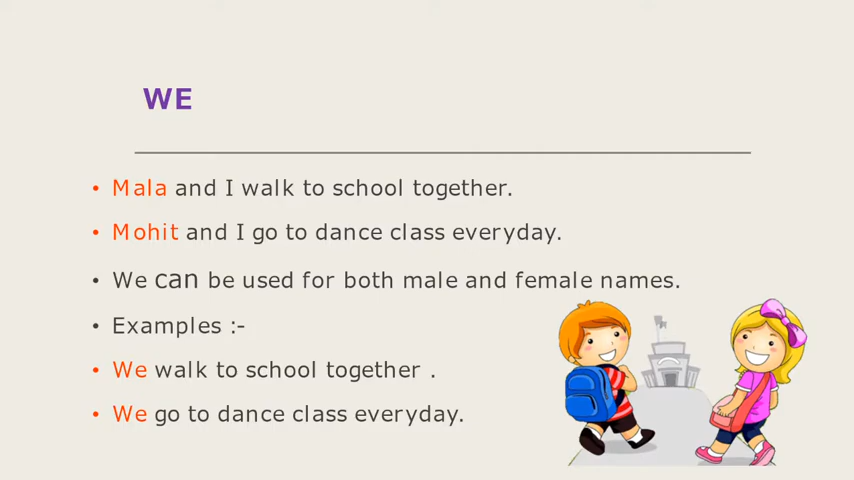 WE
• Mala and I walk to school together.
• Mohit and I go to dance class everyday.
• We can be used for both male and female names.
• Examples :-
• We walk to school together .
• We go to dance class everyday.